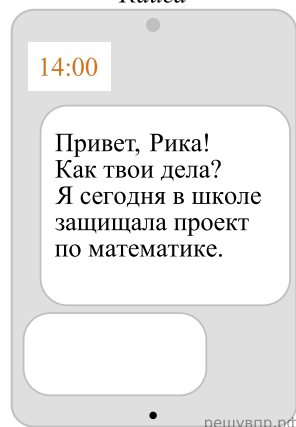 14:00
Привет, Рика!
Как твои дела?
Я сегодня в школе
защищала проект
по математике.
решувпр.рф